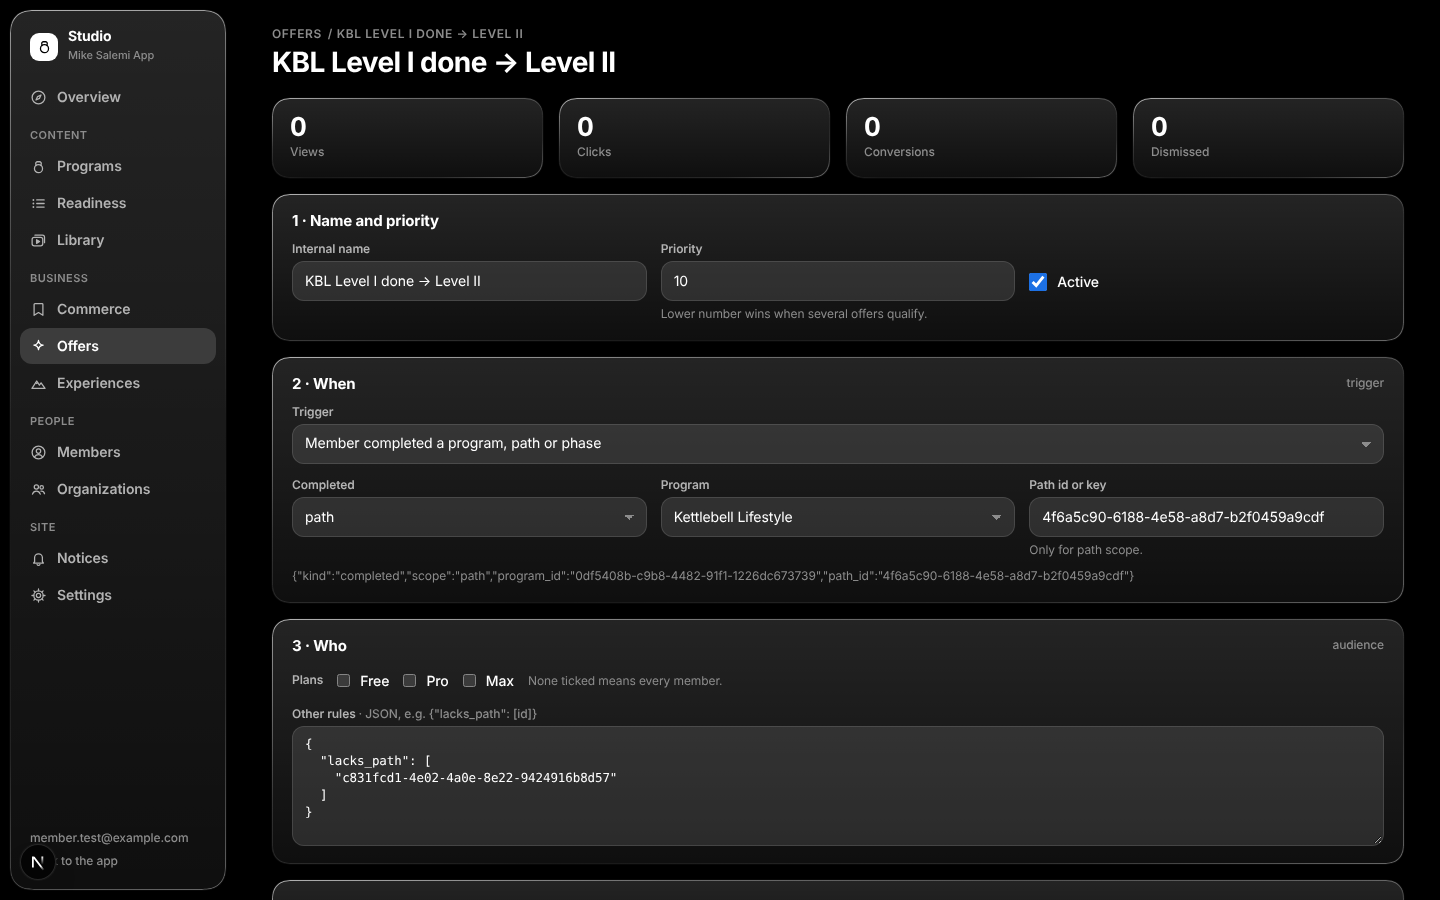 Studio
Mike Salemi App
Overview
CONTENT
Programs
Readiness
Library
BUSINESS
Commerce
Offers
Experiences
PEOPLE
Members
Organizations
SITE
Notices
Settings
member.test@example.com
N
to the app
OFFERS / KBL LEVEL I DONE → LEVEL II
KBL Level I done → Level II
0
Views
0
Clicks
0
Conversions
0
Dismissed
1 · Name and priority
Internal name
KBL Level I done → Level II
Priority
10
Active
Lower number wins when several offers qualify.
2 · When
trigger
Trigger
Member completed a program, path or phase
Completed
path
Program
Kettlebell Lifestyle
Path id or key
4f6a5c90-6188-4e58-a8d7-b2f0459a9cdf
Only for path scope.
{"kind":"completed","scope":"path","program_id":"0df5408b-c9b8-4482-91f1-1226dc673739","path_id":"4f6a5c90-6188-4e58-a8d7-b2f0459a9cdf"}
3 · Who
audience
Plans Free Pro Max None ticked means every member.
Other rules · JSON, e.g. {"lacks_path": [id]}
{
"lacks_path": [
"c831fcd1-4e02-4a0e-8e22-9424916b8d57"
]
}